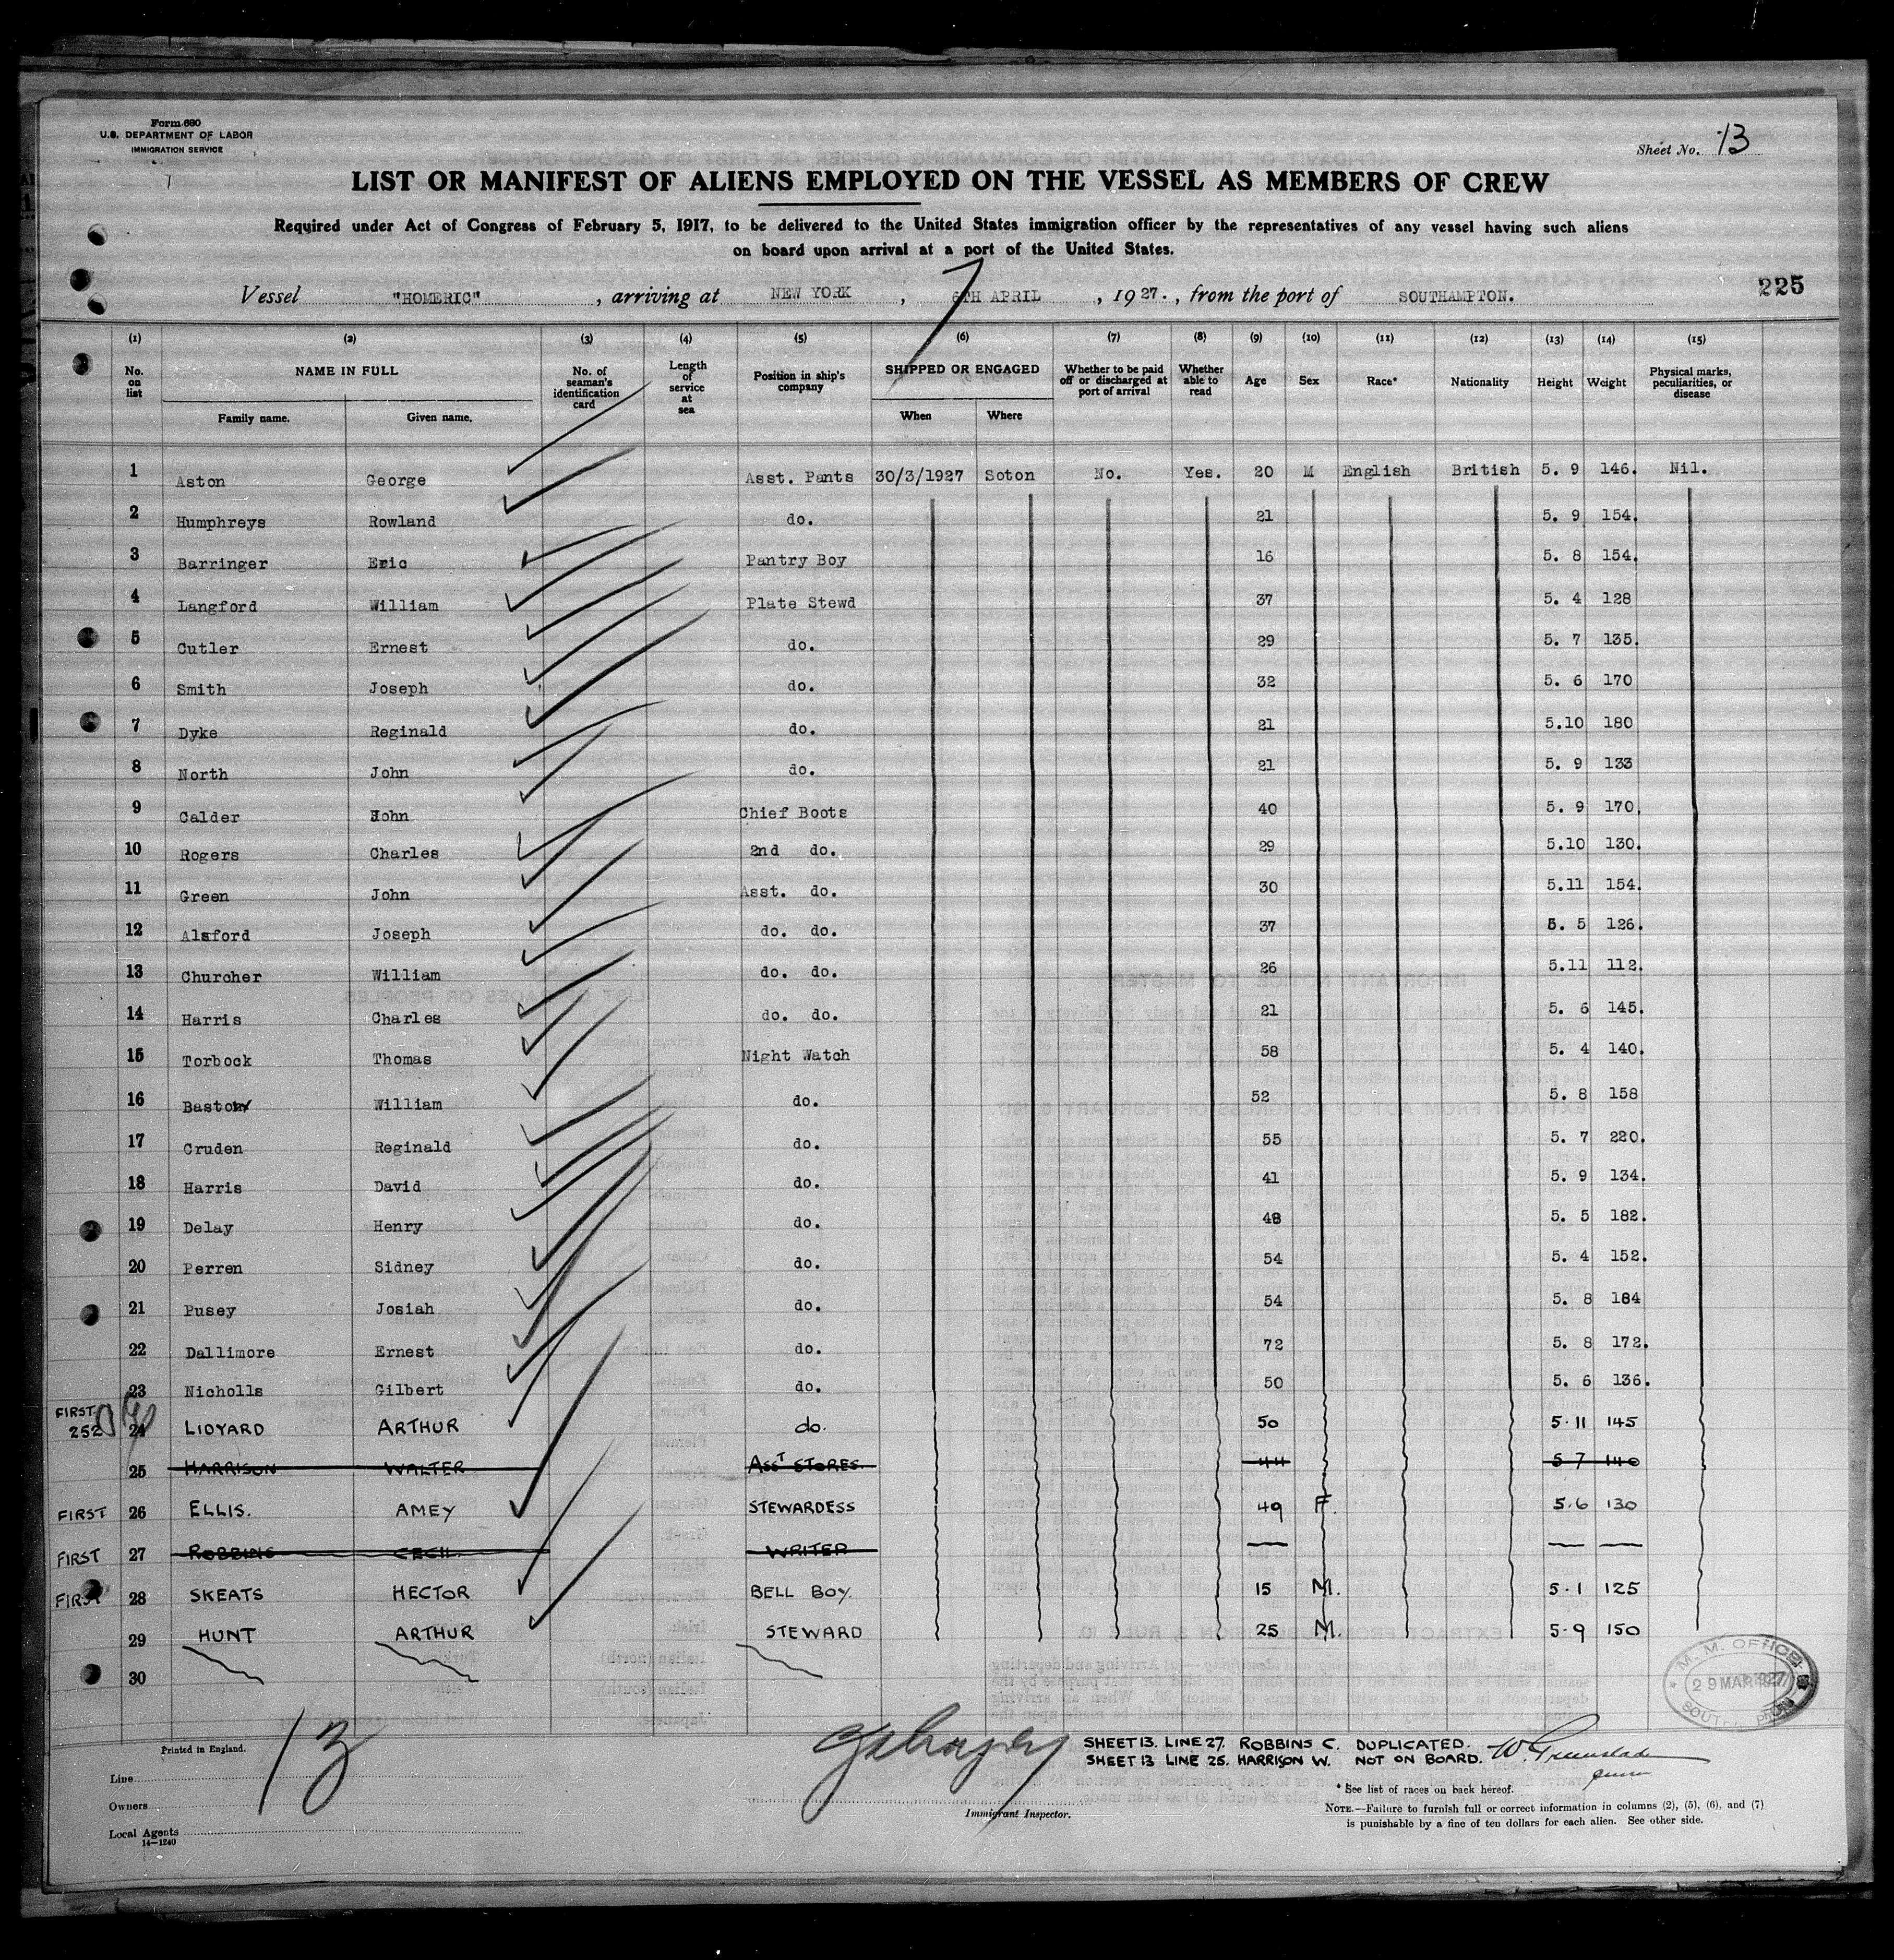 Form 680
U.S. DEPARTMENT OF LABOR
IMMIGRATION SERVICE
Sheet No. 13
LIST OR MANIFEST OF ALIENS EMPLOYED ON THE VESSEL AS MEMBERS OF CREW
Required under Act of Congress of February 5, 1917, to be delivered to the United States immigration officer by the representatives of any vessel having such aliens
on board upon arrival at a port of the United States.
Vessel "HOMERIC", arriving at NEW YORK, 6TH APRIL, 1927., from the port of SOUTHAMPTON.
225
(1) (2) (3) (4) (5) (6) (7) (8) (9) (10) (11) (12) (13) (14) (15)
No. on list NAME IN FULL Family name. Given name. No. of seaman's identification card Length of service at sea Position in ship's company SHIPPED OR ENGAGED When Where Whether to be paid off or discharged at port of arrival Whether able to read Age Sex Race* Nationality Height Weight Physical marks, peculiarities, or disease
1 Aston George Asst. Pants 30/3/1927 Soton No. Yes. 20 M English British 5. 9 146. Nil.
2 Humphreys Rowland do. 21 5. 9 154.
3 Barringer Eric Pantry Boy 16 5. 8 154.
4 Langford William Plate Stewd 37 5. 4 128
5 Cutler Ernest do. 29 5. 7 135.
6 Smith Joseph do. 32 5. 6 170
7 Dyke Reginald do. 21 5.10 180
8 North John do. 21 5. 9 133
9 Calder John Chief Boots 40 5. 9 170.
10 Rogers Charles 2nd do. 29 5.10 130.
11 Green John Asst. do. 30 5.11 154.
12 Alsford Joseph do. do. 37 5. 5 126.
13 Churcher William do. do. 26 5.11 112.
14 Harris Charles do. do. 21 5. 6 145.
15 Torbock Thomas Night Watch 58 5. 4 140.
16 Baston William do. 52 5. 8 158
17 Cruden Reginald do. 55 5. 7 220.
18 Harris David do. 41 5. 9 134.
19 Delay Henry do. 48 5. 5 182.
20 Perren Sidney do. 54 5. 4 152.
21 Pusey Josiah do. 54 5. 8 184
22 Dallimore Ernest do. 72 5. 8 172.
23 Nicholls Gilbert do. 50 5. 6 136.
FIRST
252 24 LIDYARD ARTHUR do. 50 5.11 145
25 HARRISON WALTER ASST STORES 44 5 7 140
FIRST 26 ELLIS. AMEY STEWARDESS 49 F. 5.6 130
FIRST 27 ROBBINS CECIL WRITER
FIRST 28 SKEATS HECTOR BELL BOY. 15 M. 5.1 125
29 HUNT ARTHUR STEWARD 25 M. 5.9 150
30
M. M. OFFICE
29 MAR 1927
Printed in England.
13
SHEET 13. LINE 27. ROBBINS C. DUPLICATED.
SHEET 13 LINE 25. HARRISON W. NOT ON BOARD.
Line
Owners
Local Agents
14—1240
Immigrant Inspector.
* See list of races on back hereof.
NOTE.—Failure to furnish full or correct information in columns (2), (5), (6), and (7)
is punishable by a fine of ten dollars for each alien. See other side.